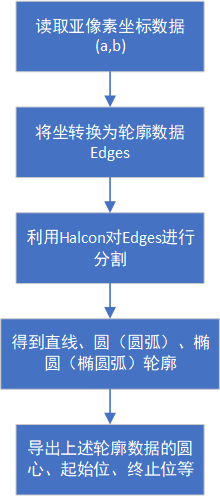 读取亚像素坐标数据
(a,b)
将坐转换为轮廓数据
Edges
利用Halcon对Edges进行
分割
得到直线、圆（圆弧）、椭
圆（椭圆弧）轮廓
导出上述轮廓数据的圆
心、起始位、终止位等